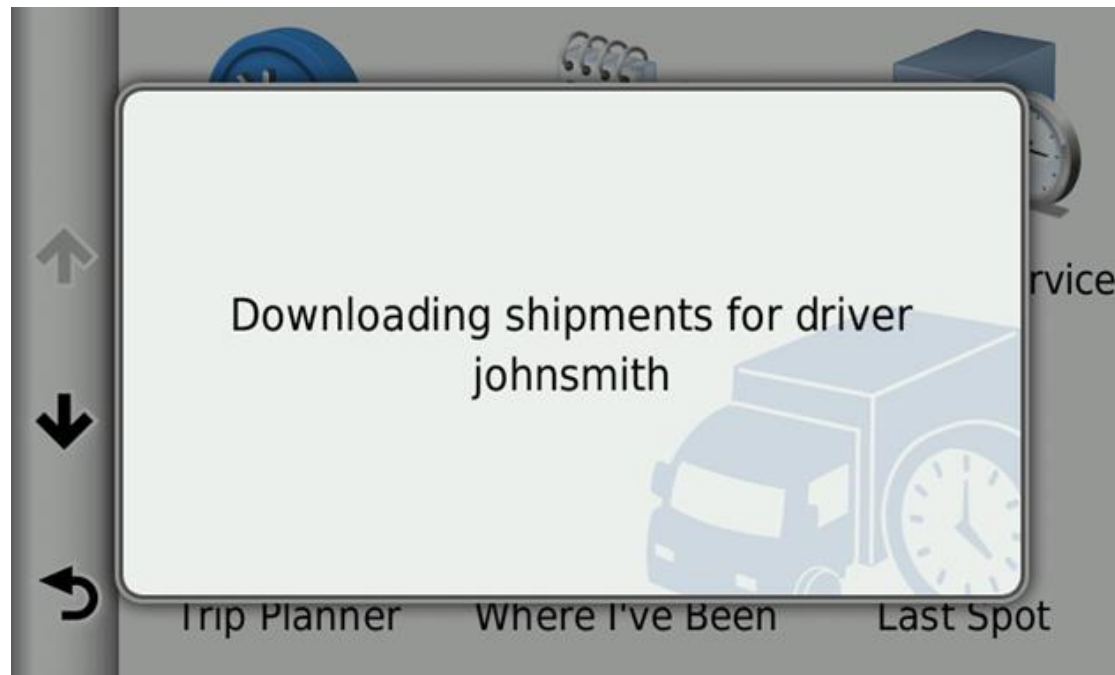 Downloading shipments for driver
johnsmith
rvice
Trip Planner
Where I've Been
Last Spot